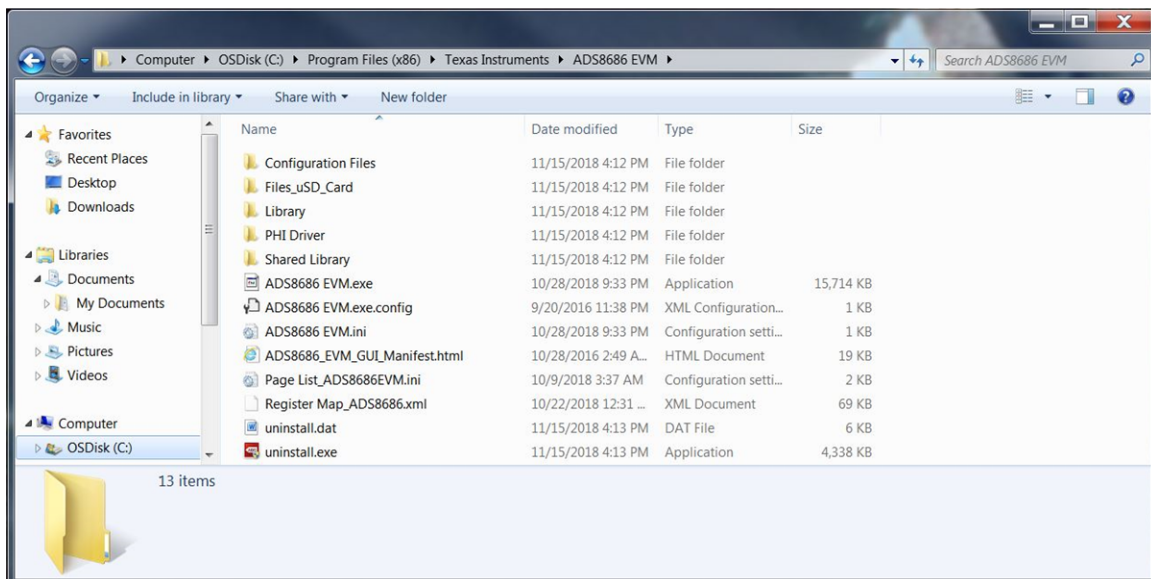 Computer OSDisk (C:) Program Files (x86) Texas Instruments ADS8686 EVM Search ADS8686 EVM
Organize Include in library Share with New folder
Favorites
Recent Places
Desktop
Downloads
Libraries
Documents
My Documents
Music
Pictures
Videos
Computer
OSDisk (C:)
Name Date modified Type Size
Configuration Files 11/15/2018 4:12 PM File folder
Files_uSD_Card 11/15/2018 4:12 PM File folder
Library 11/15/2018 4:12 PM File folder
PHI Driver 11/15/2018 4:12 PM File folder
Shared Library 11/15/2018 4:12 PM File folder
ADS8686 EVM.exe 10/28/2018 9:33 PM Application 15,714 KB
ADS8686 EVM.exe.config 9/20/2016 11:38 PM XML Configuration... 1 KB
ADS8686 EVM.ini 10/28/2018 9:33 PM Configuration setti... 1 KB
ADS8686_EVM_GUI_Manifest.html 10/28/2016 2:49 A... HTML Document 19 KB
Page List_ADS8686EVM.ini 10/9/2018 3:37 AM Configuration setti... 2 KB
Register Map_ADS8686.xml 10/22/2018 12:31 ... XML Document 69 KB
uninstall.dat 11/15/2018 4:13 PM DAT File 6 KB
uninstall.exe 11/15/2018 4:13 PM Application 4,338 KB
13 items